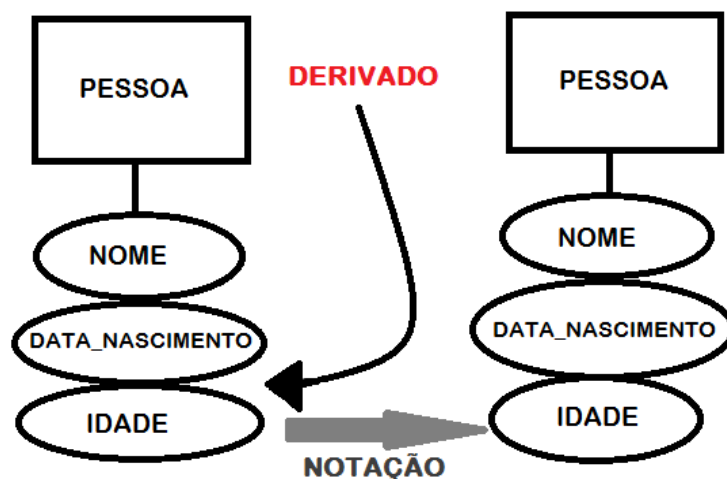 PESSOA
NOME
DATA_NASCIMENTO
IDADE
DERIVADO
NOTAÇÃO
PESSOA
NOME
DATA_NASCIMENTO
IDADE